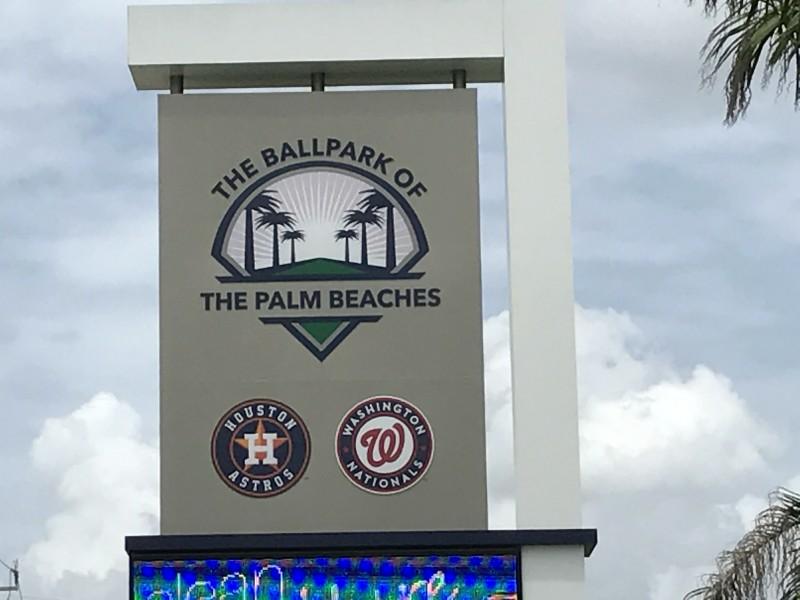 THE BALLPARK OF
THE PALM BEACHES
HOUSTON
H
ASTROS
WASHINGTON
W
NATIONALS